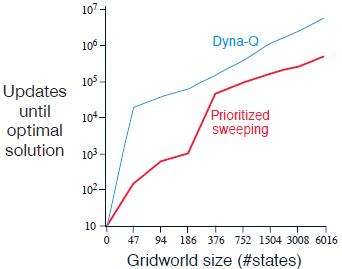 10⁷
10⁶
10⁵
10⁴
10³
10²
10
Updates
until
optimal
solution
Dyna-Q
Prioritized
sweeping
0 47 94 186 376 752 1504 3008 6016
Gridworld size (#states)